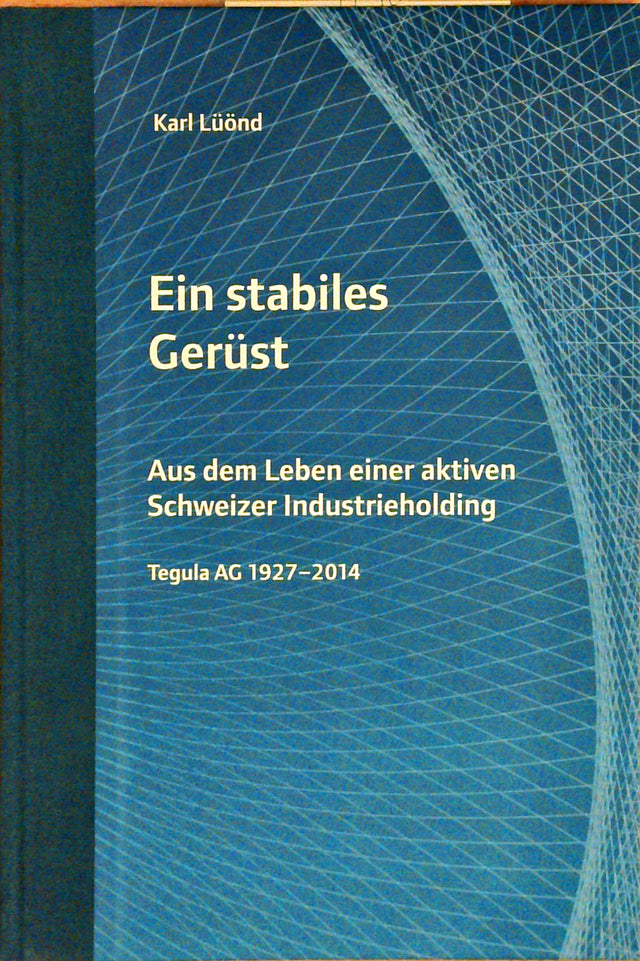 Karl Lüönd
Ein stabiles
Gerüst
Aus dem Leben einer aktiven
Schweizer Industrieholding
Tegula AG 1927–2014